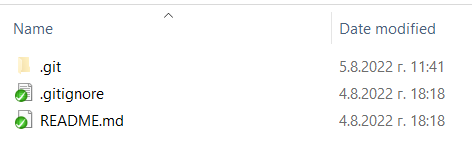 Name Date modified
.git 5.8.2022 г. 11:41
.gitignore 4.8.2022 г. 18:18
README.md 4.8.2022 г. 18:18